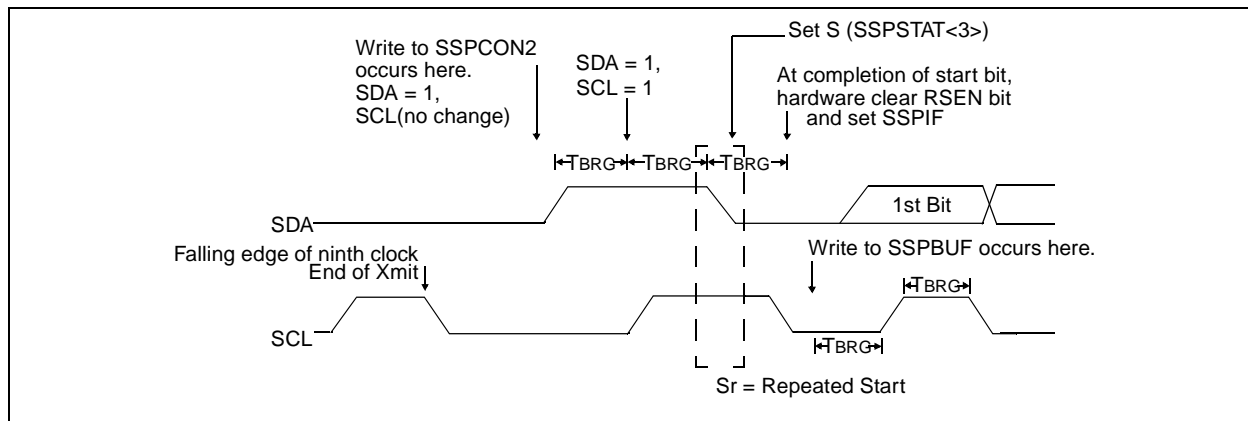 Set S (SSPSTAT<3>)
Write to SSPCON2
occurs here.
SDA = 1,
SCL(no change)
SDA = 1,
SCL = 1
At completion of start bit,
hardware clear RSEN bit
and set SSPIF
TBRG
TBRG
TBRG
1st Bit
SDA
Falling edge of ninth clock
End of Xmit
Write to SSPBUF occurs here.
TBRG
SCL
TBRG
Sr = Repeated Start